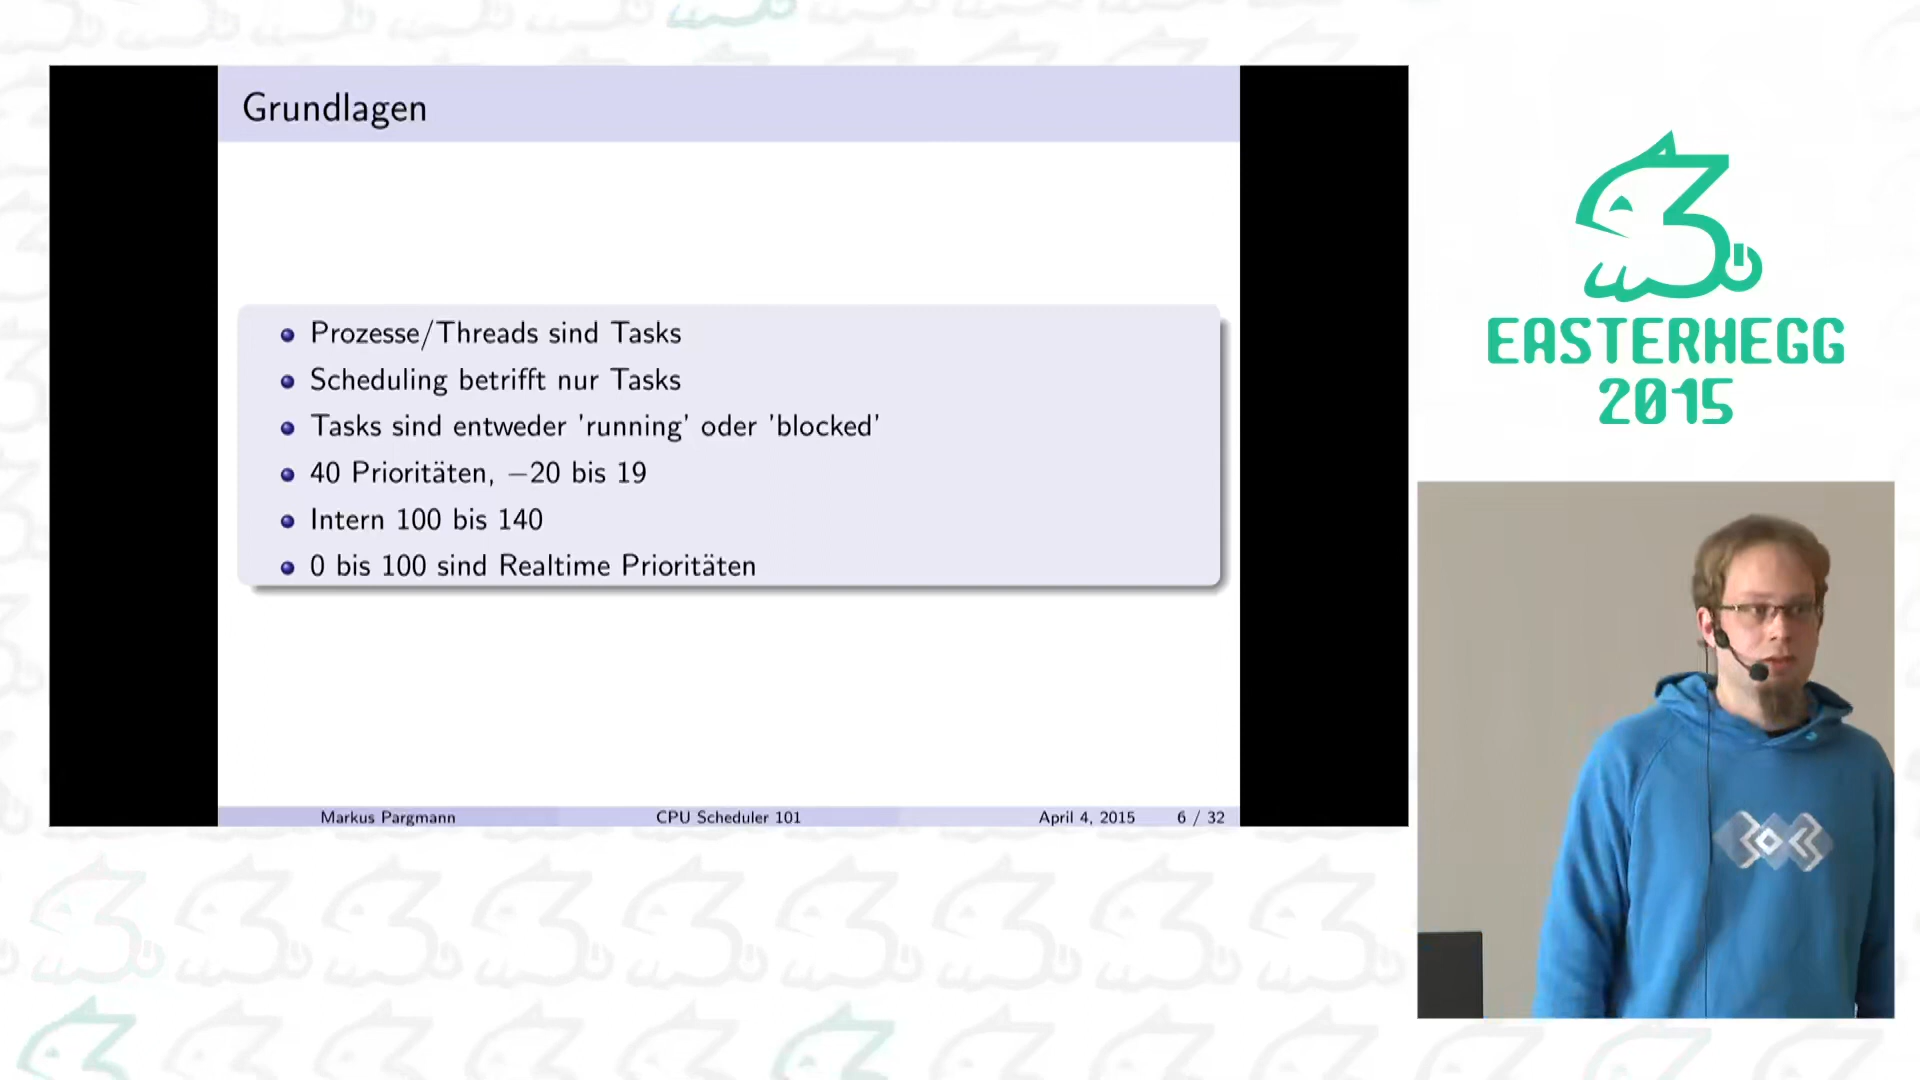 Grundlagen
Prozesse/Threads sind Tasks
Scheduling betrifft nur Tasks
Tasks sind entweder 'running' oder 'blocked'
40 Prioritäten, −20 bis 19
Intern 100 bis 140
0 bis 100 sind Realtime Prioritäten
Markus Pargmann CPU Scheduler 101 April 4, 2015 6 / 32
EASTERHEGG
2015